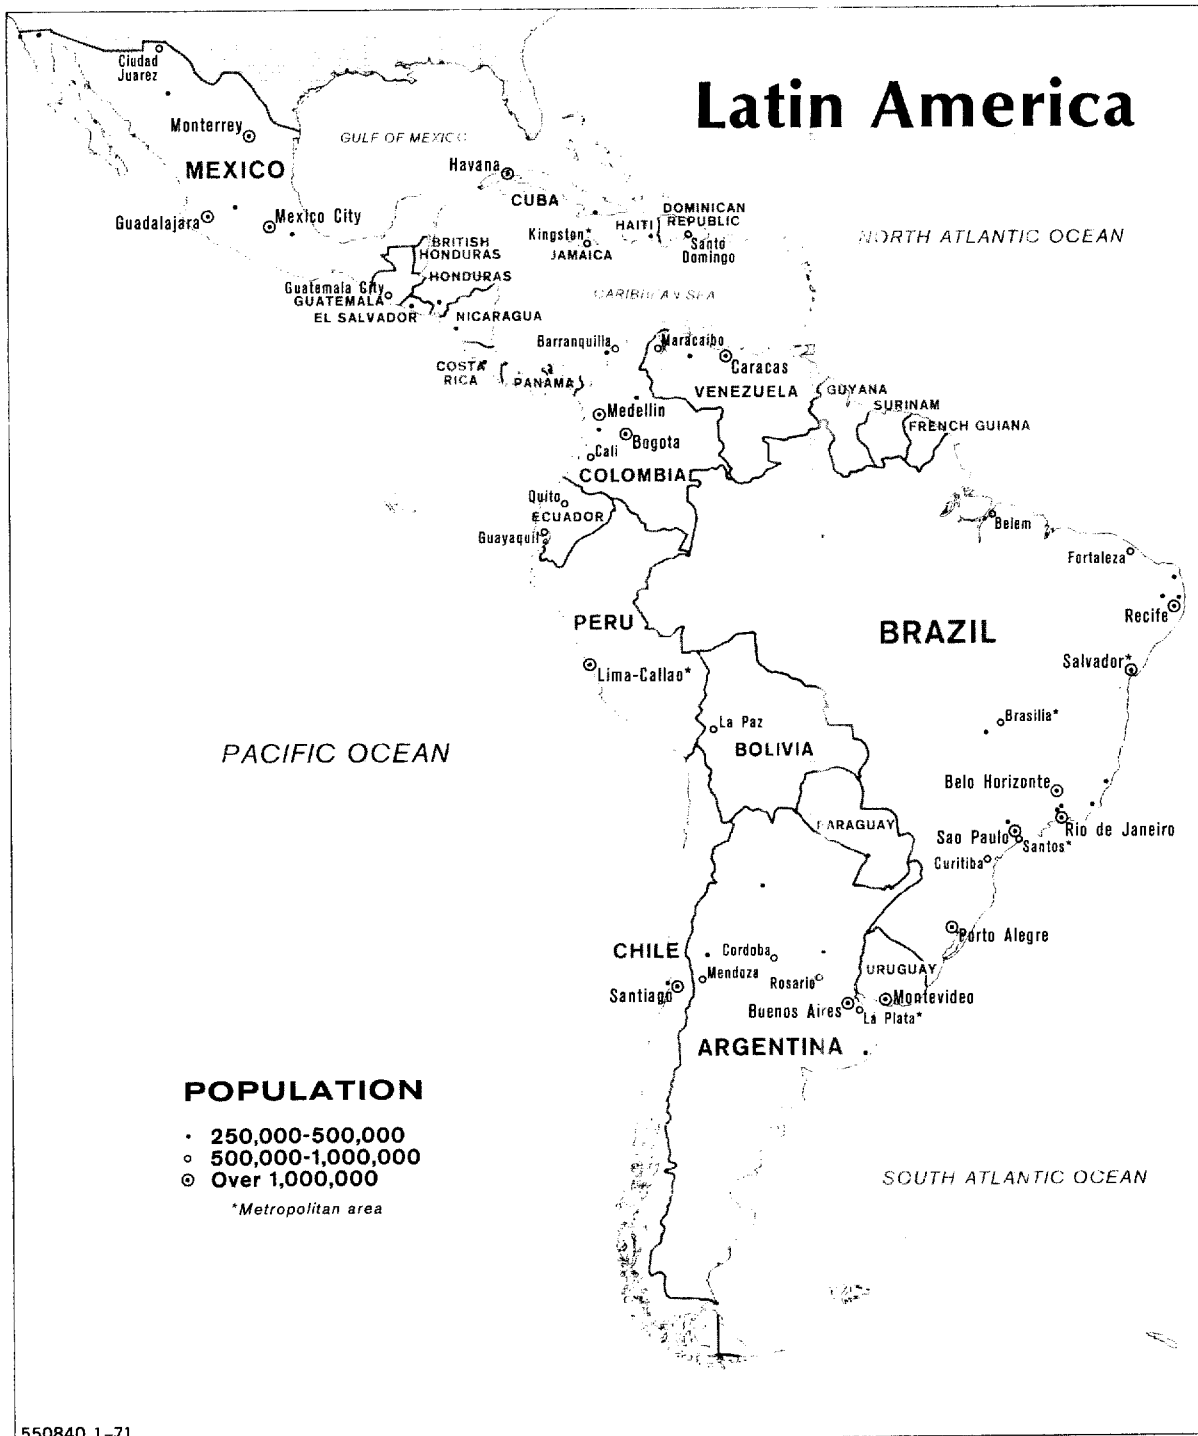 Latin America
Ciudad
Juarez
Monterrey
GULF OF MEXICO
MEXICO
Havana
CUBA
DOMINICAN
REPUBLIC
HAITI
Guadalajara
Mexico City
Kingston*
JAMAICA
Santo
Domingo
NORTH ATLANTIC OCEAN
BRITISH
HONDURAS
HONDURAS
Guatemala City
GUATEMALA
EL SALVADOR
NICARAGUA
CARIBBEAN SEA
Barranquilla
Maracaibo
Caracas
COSTA
RICA
PANAMA
VENEZUELA
GUYANA
SURINAM
FRENCH GUIANA
Medellin
Bogota
Cali
COLOMBIA
Quito
ECUADOR
Guayaquil
Belem
Fortaleza
Recife
PERU
BRAZIL
Lima-Callao*
Salvador*
La Paz
BOLIVIA
Brasilia*
PACIFIC OCEAN
Belo Horizonte
PARAGUAY
Sao Paulo
Rio de Janeiro
Santos*
Curitiba
Porto Alegre
CHILE
Cordoba
Mendoza
Rosario
URUGUAY
Santiago
Buenos Aires
Montevideo
La Plata*
ARGENTINA
POPULATION
250,000-500,000
500,000-1,000,000
Over 1,000,000
*Metropolitan area
SOUTH ATLANTIC OCEAN
550840 1-71